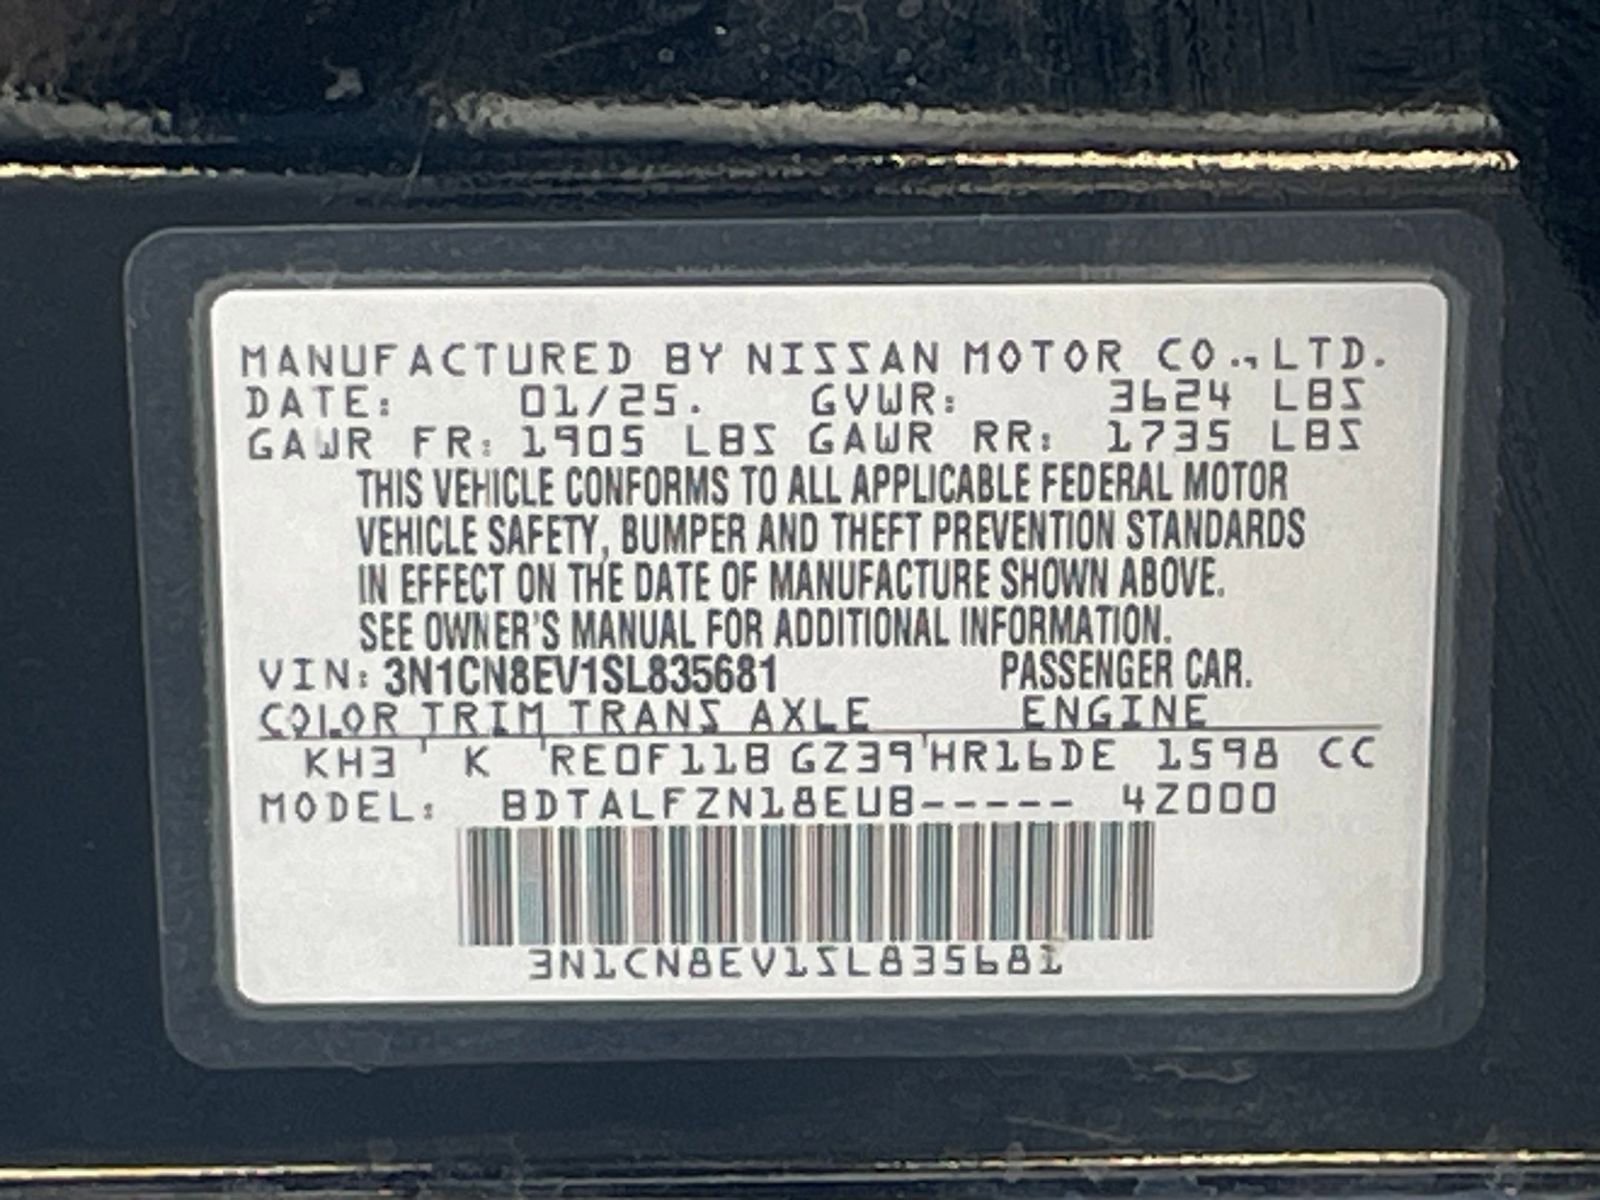 MANUFACTURED BY NISSAN MOTOR CO., LTD.
DATE: 01/25. GVWR: 3624 LBS
GAWR FR: 1905 LBS GAWR RR: 1735 LBS
THIS VEHICLE CONFORMS TO ALL APPLICABLE FEDERAL MOTOR
VEHICLE SAFETY, BUMPER AND THEFT PREVENTION STANDARDS
IN EFFECT ON THE DATE OF MANUFACTURE SHOWN ABOVE.
SEE OWNER'S MANUAL FOR ADDITIONAL INFORMATION.
VIN: 3N1CN8EV1SL835681 PASSENGER CAR.
COLOR TRIM TRANS AXLE ENGINE
KH3 K RE0F11B GZ39 HR16DE 1598 CC
MODEL: BDTALFZN18EUB----- 4Z000
3N1CN8EV1SL835681